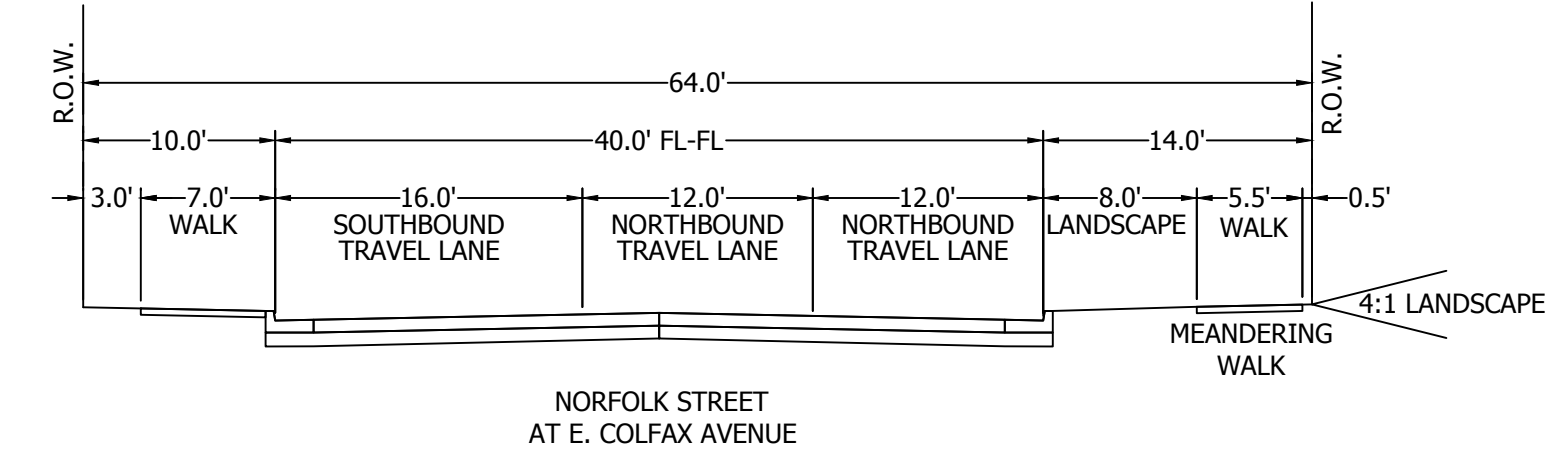 R.O.W.
64.0'
R.O.W.
10.0'
40.0' FL-FL
14.0'
3.0'
7.0'
WALK
16.0'
SOUTHBOUND
TRAVEL LANE
12.0'
NORTHBOUND
TRAVEL LANE
12.0'
NORTHBOUND
TRAVEL LANE
8.0'
LANDSCAPE
5.5'
WALK
0.5'
4:1 LANDSCAPE
MEANDERING
WALK
NORFOLK STREET
AT E. COLFAX AVENUE